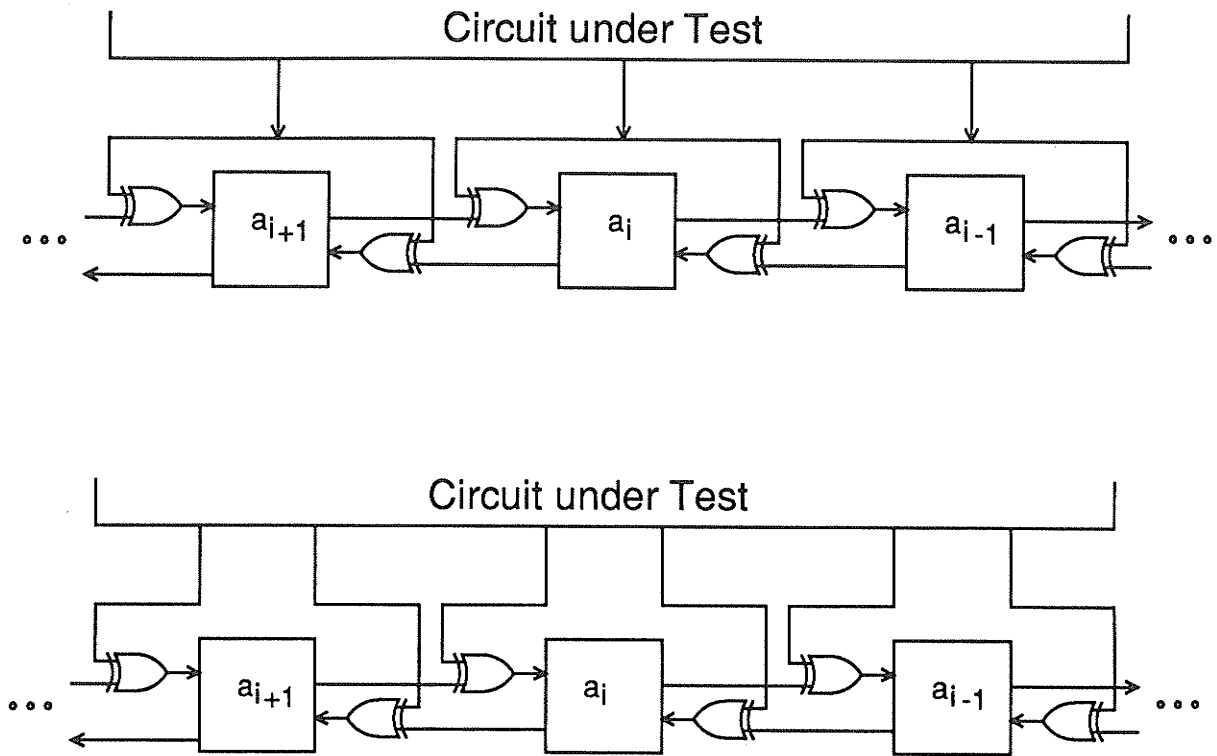 Circuit under Test
a_{i+1} a_i a_{i-1}
Circuit under Test
a_{i+1} a_i a_{i-1}